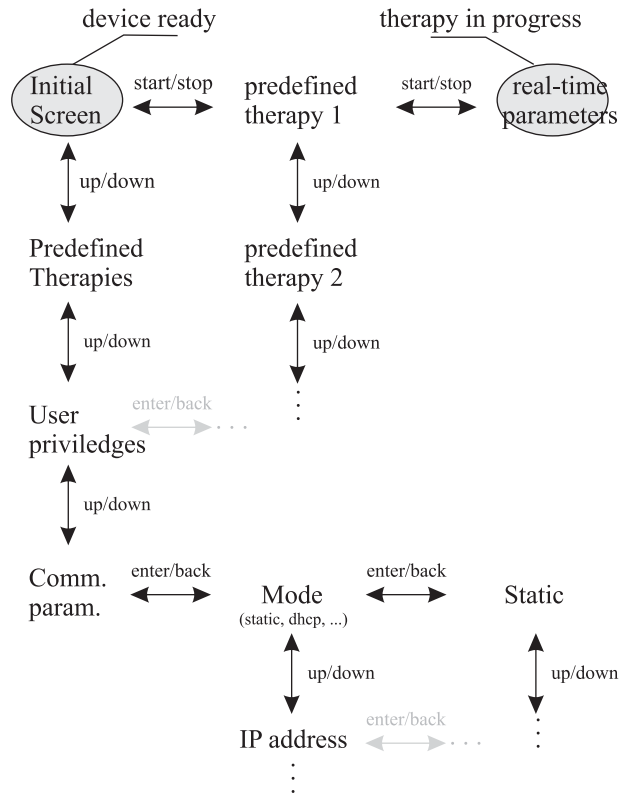 device ready
therapy in progress
Initial
Screen
start/stop
predefined
therapy 1
start/stop
real-time
parameters
up/down
up/down
Predefined
Therapies
predefined
therapy 2
up/down
up/down
User
priviledges
enter/back
. . .
up/down
Comm.
param.
enter/back
Mode
(static, dhcp, ...)
enter/back
Static
up/down
up/down
IP address
enter/back
. . .